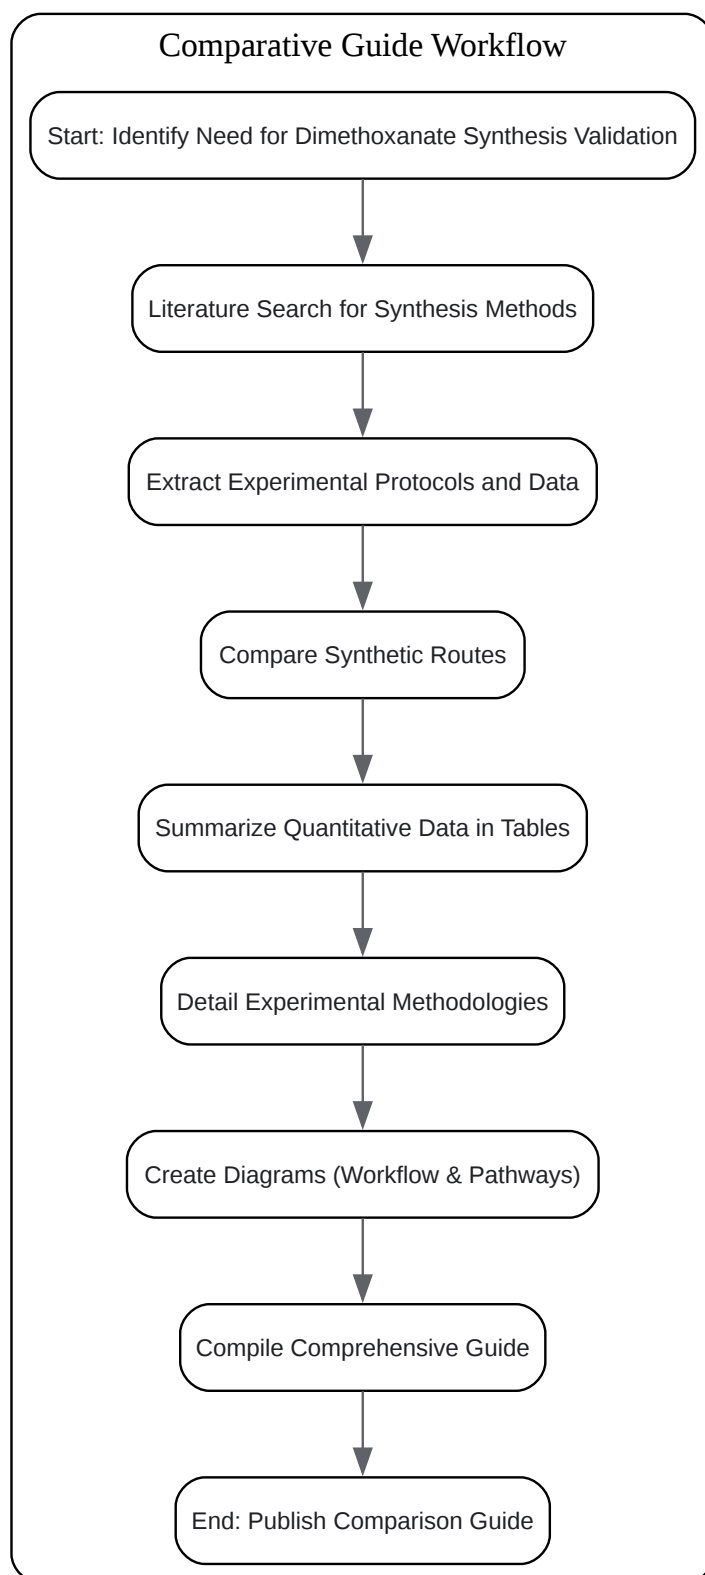 Comparative Guide Workflow
Start: Identify Need for Dimethoxanate Synthesis Validation
Literature Search for Synthesis Methods
Extract Experimental Protocols and Data
Compare Synthetic Routes
Summarize Quantitative Data in Tables
Detail Experimental Methodologies
Create Diagrams (Workflow & Pathways)
Compile Comprehensive Guide
End: Publish Comparison Guide